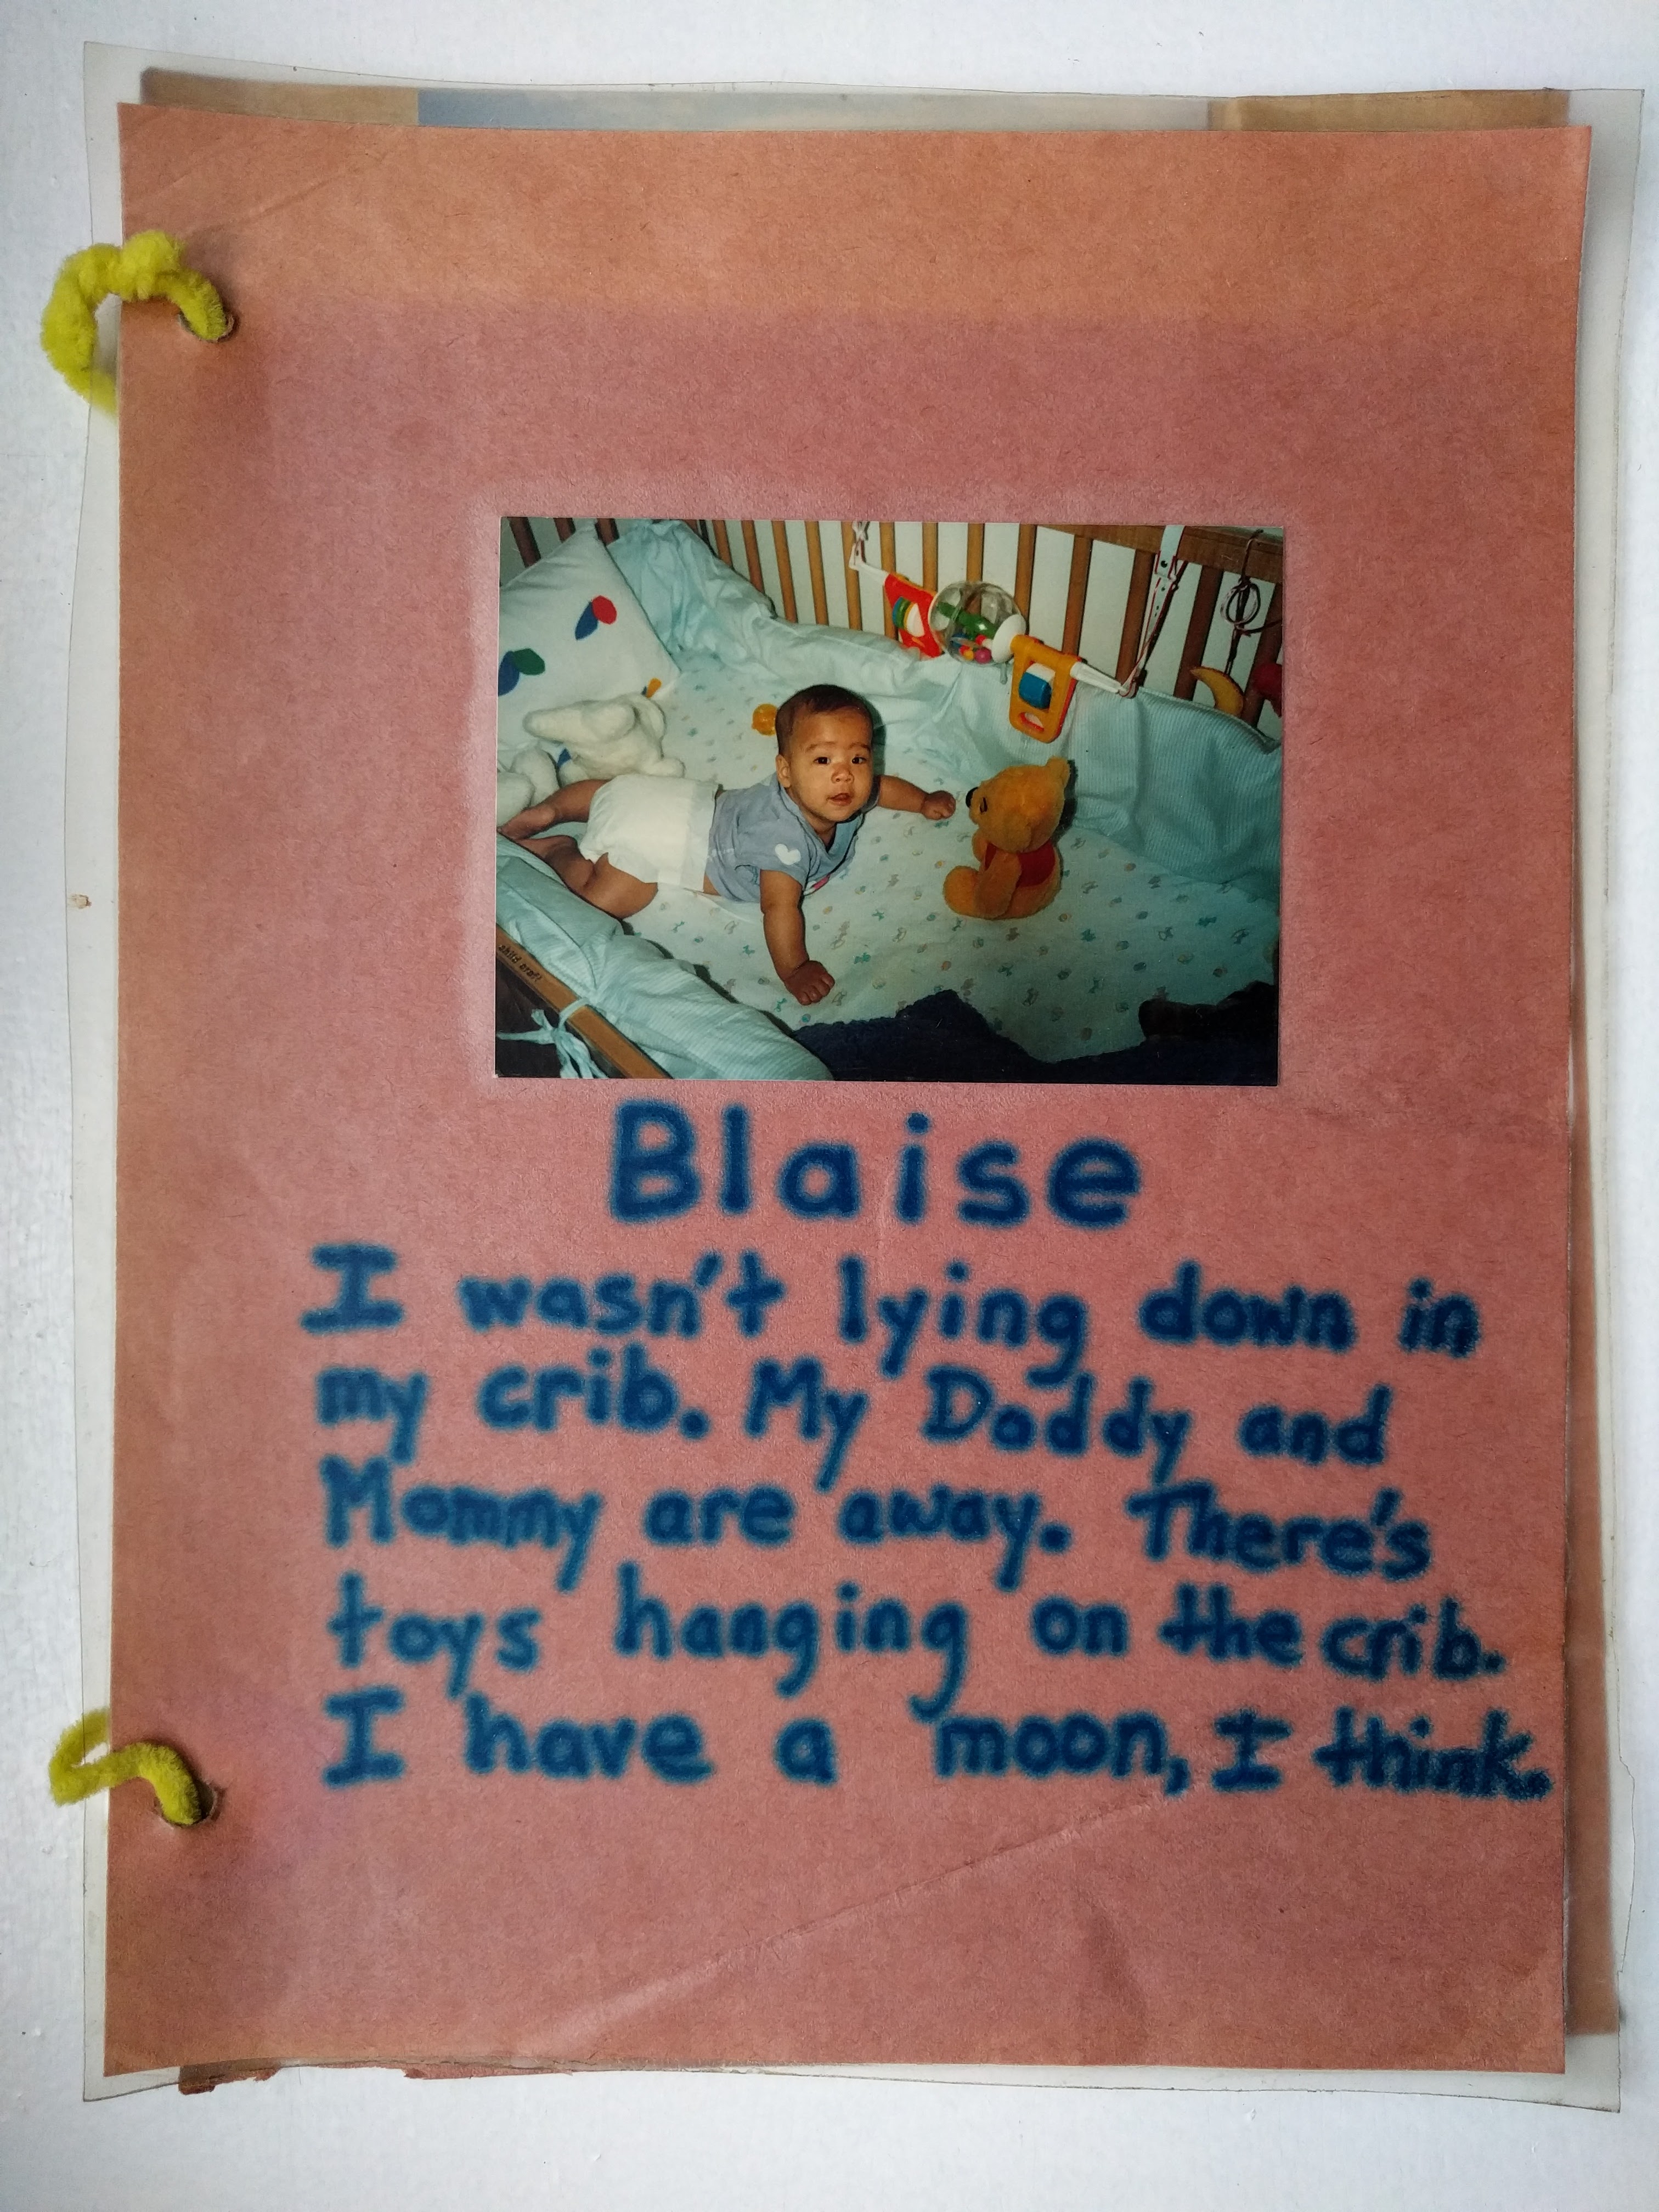 child craft
Blaise
I wasn't lying down in
my crib. My Daddy and
Mommy are away. There's
toys hanging on the crib.
I have a moon, I think.